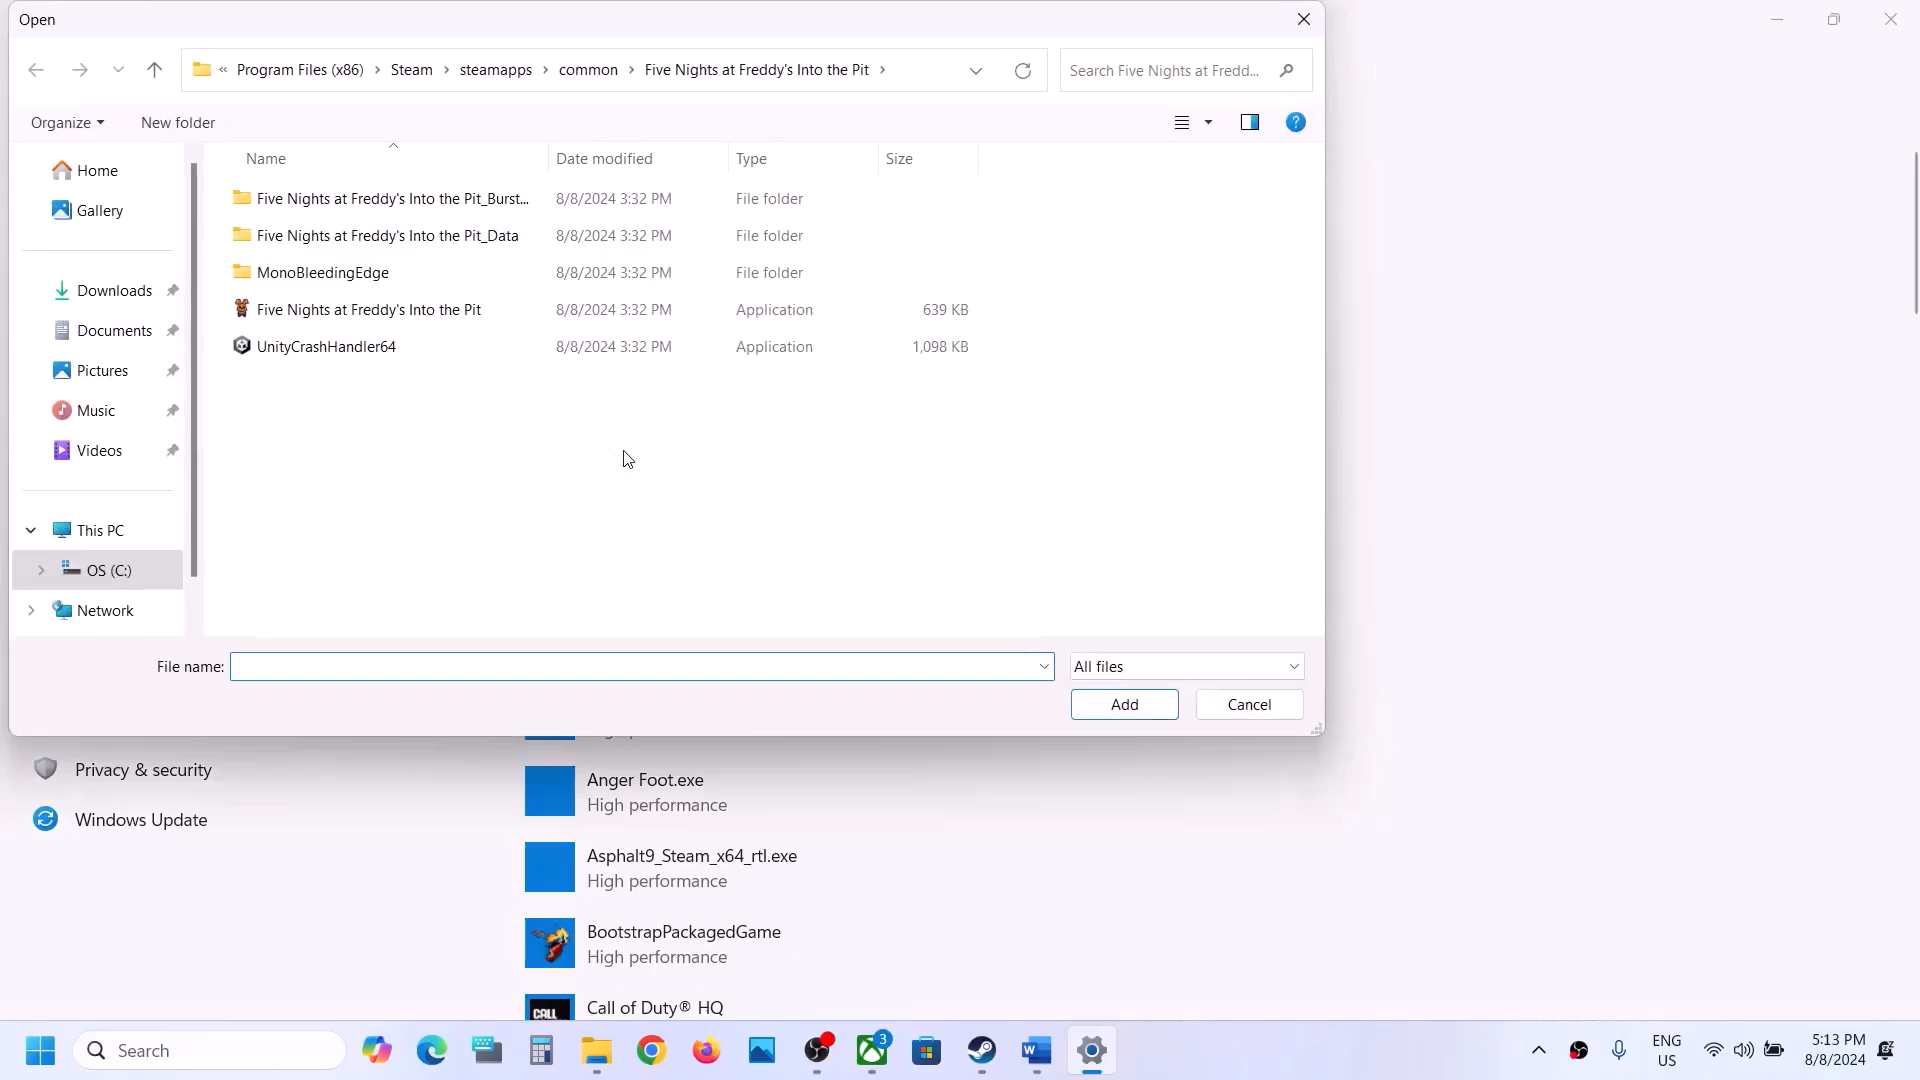 Open
« Program Files (x86) › Steam › steamapps › common › Five Nights at Freddy's Into the Pit ›
Search Five Nights at Fredd...
Organize
New folder
Name
Date modified
Type
Size
Home
Gallery
Downloads
Documents
Pictures
Music
Videos
This PC
OS (C:)
Network
Five Nights at Freddy's Into the Pit_Burst... 8/8/2024 3:32 PM File folder
Five Nights at Freddy's Into the Pit_Data 8/8/2024 3:32 PM File folder
MonoBleedingEdge 8/8/2024 3:32 PM File folder
Five Nights at Freddy's Into the Pit 8/8/2024 3:32 PM Application 639 KB
UnityCrashHandler64 8/8/2024 3:32 PM Application 1,098 KB
File name:
All files
Add
Cancel
Privacy & security
Windows Update
Anger Foot.exe
High performance
Asphalt9_Steam_x64_rtl.exe
High performance
BootstrapPackagedGame
High performance
Call of Duty® HQ
CALL
Search
3
ENG
US
5:13 PM
8/8/2024